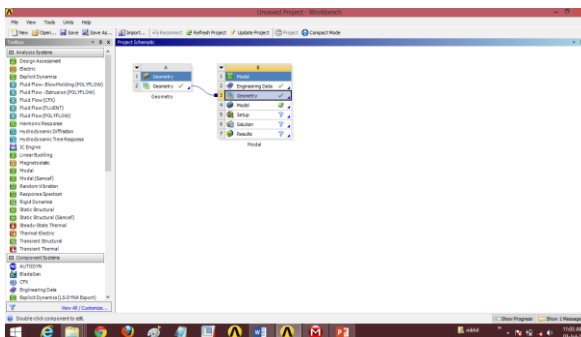 Unsaved Project - Workbench
File View Tools Units Help
New Open... Save Save As... Import... Reconnect Refresh Project Update Project Project Compact Mode
Toolbox
Project Schematic
Analysis Systems
Design Assessment
Electric
Explicit Dynamics
Fluid Flow- BlowMolding (POLYFLOW)
Fluid Flow - Extrusion (POLYFLOW)
Fluid Flow (CFX)
Fluid Flow (FLUENT)
Fluid Flow (POLYFLOW)
Harmonic Response
Hydrodynamic Diffraction
Hydrodynamic Time Response
IC Engine
Linear Buckling
Magnetostatic
Modal
Modal (Samcef)
Random Vibration
Response Spectrum
Rigid Dynamics
Static Structural
Static Structural (Samcef)
Steady-State Thermal
Thermal-Electric
Transient Structural
Transient Thermal
Component Systems
AUTODYN
BladeGen
CFX
Engineering Data
Explicit Dynamics (LS-DYNA Export)
View All / Customize...
A
1 Geometry
2 Geometry
Geometry
B
1 Modal
2 Engineering Data
3 Geometry
4 Model
5 Setup
6 Solution
7 Results
Modal
Double-click component to edit.
Show Progress Show 1 Messages
nikhil
11:03 AM